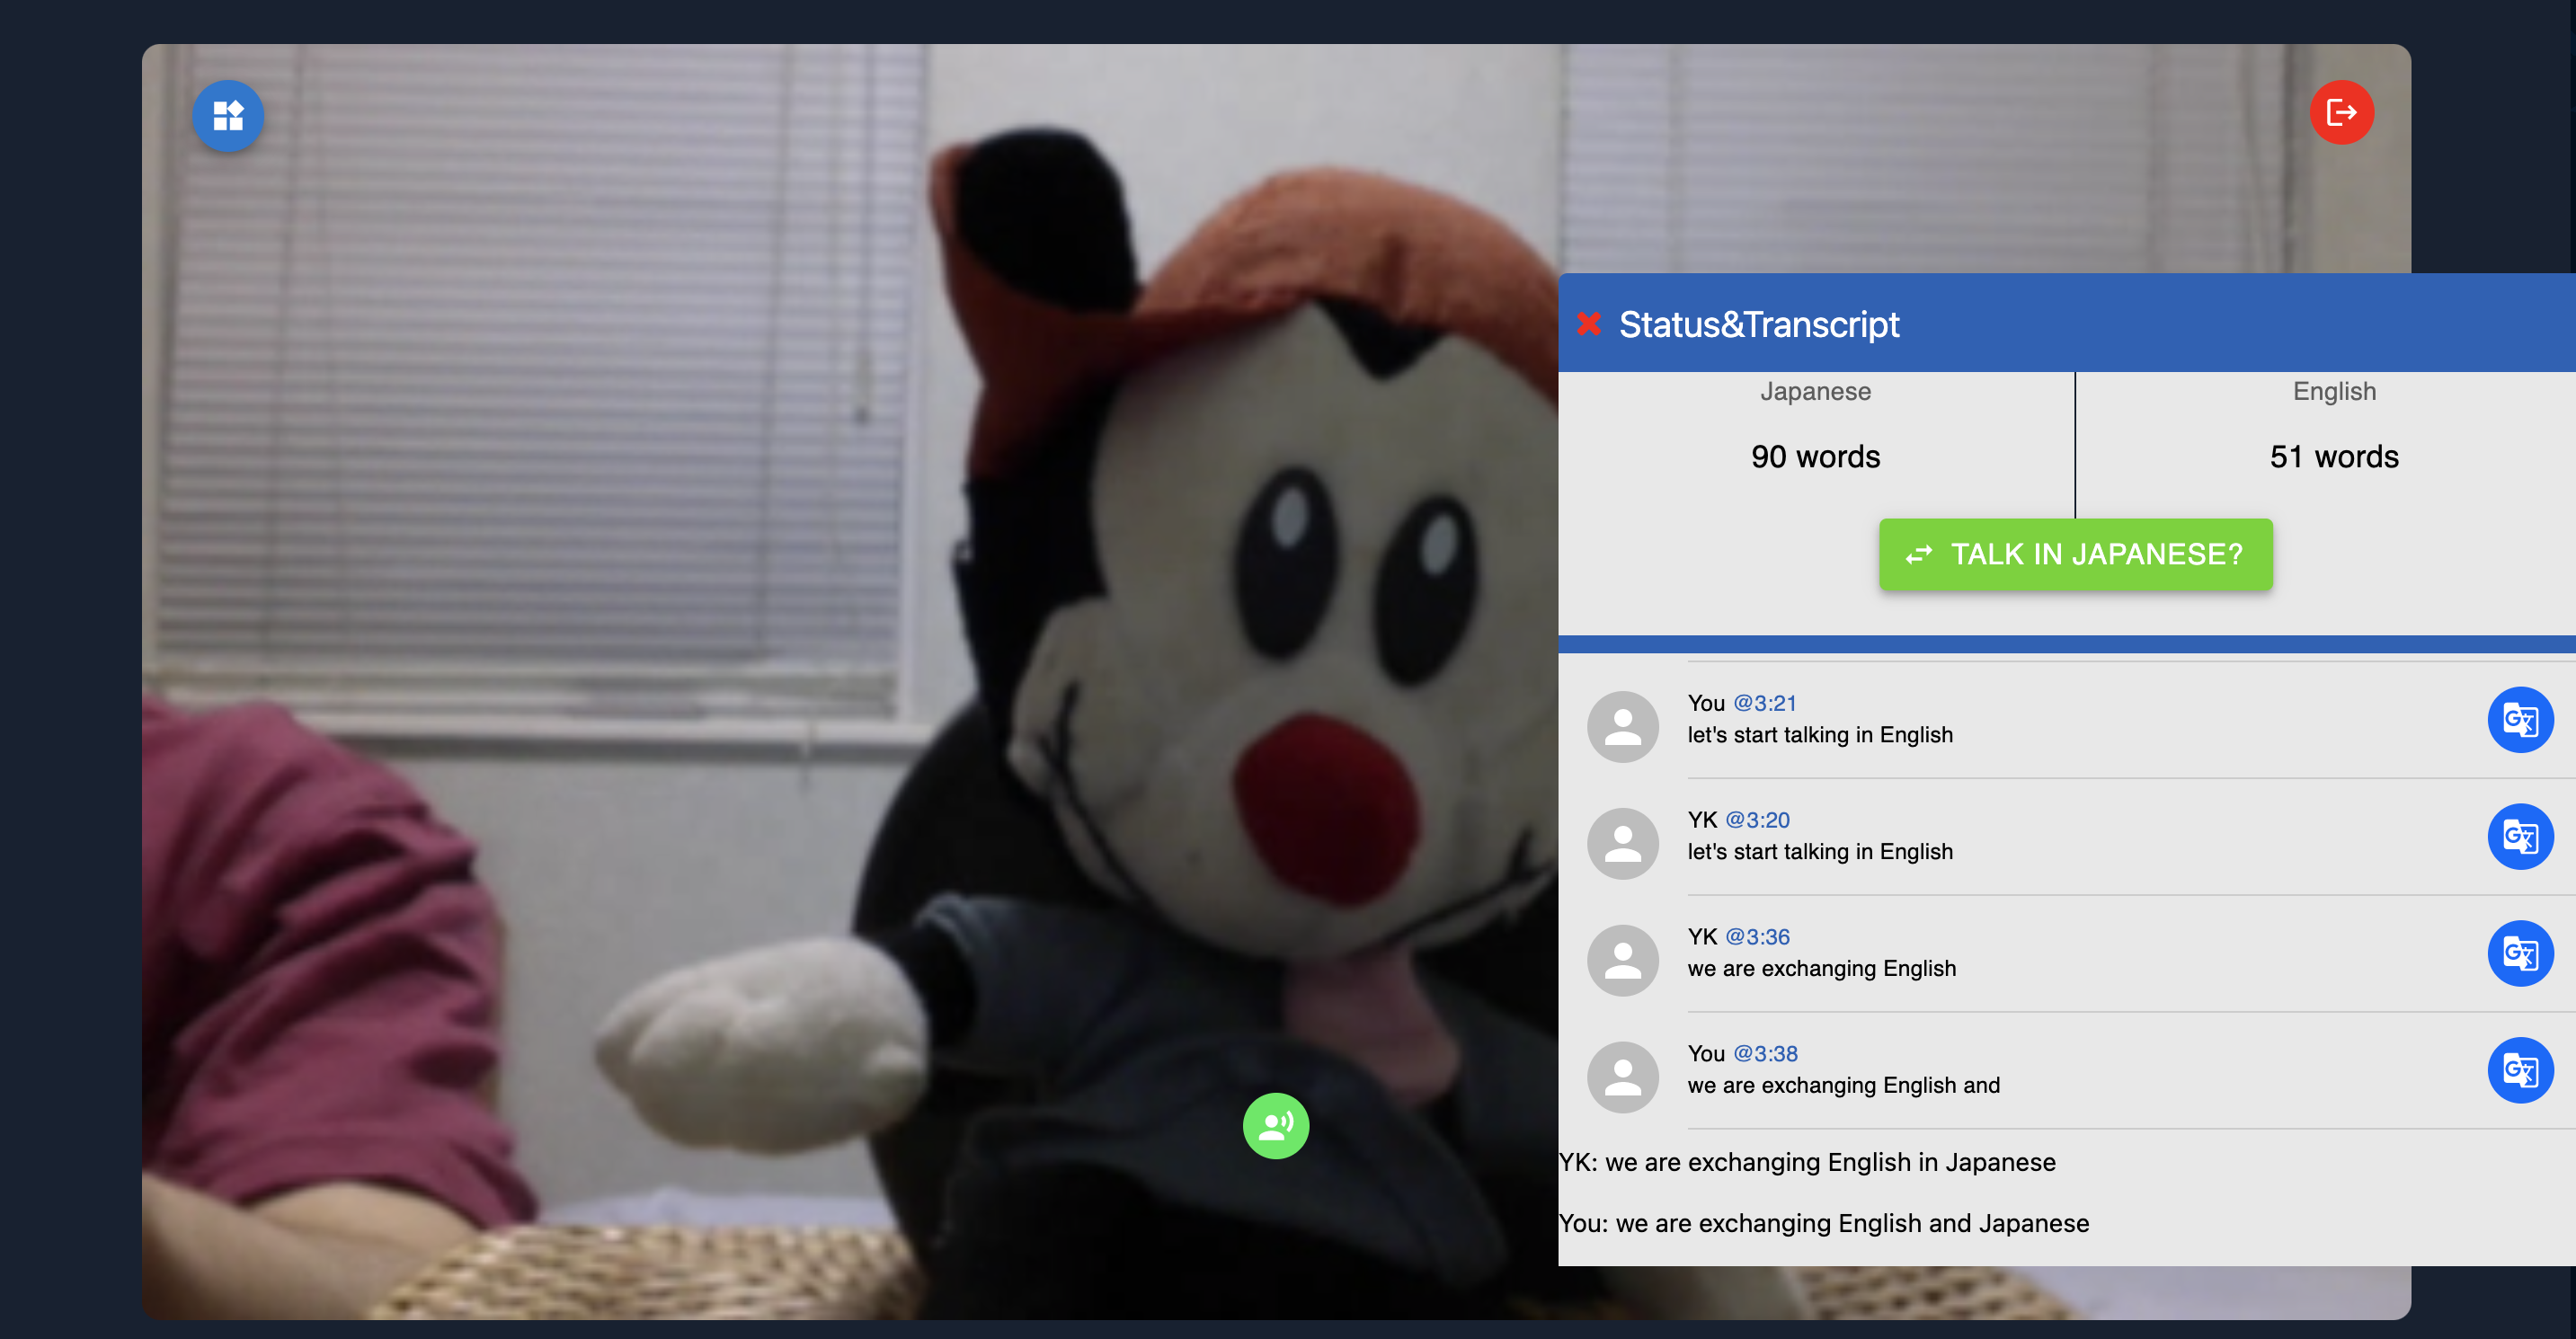 Status&Transcript
Japanese
English
90 words
51 words
TALK IN JAPANESE?
You @3:21
let's start talking in English
YK @3:20
let's start talking in English
YK @3:36
we are exchanging English
You @3:38
we are exchanging English and
YK: we are exchanging English in Japanese
You: we are exchanging English and Japanese